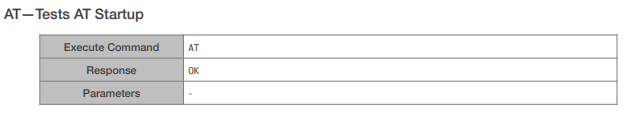 AT—Tests AT Startup
Execute Command AT
Response OK
Parameters -